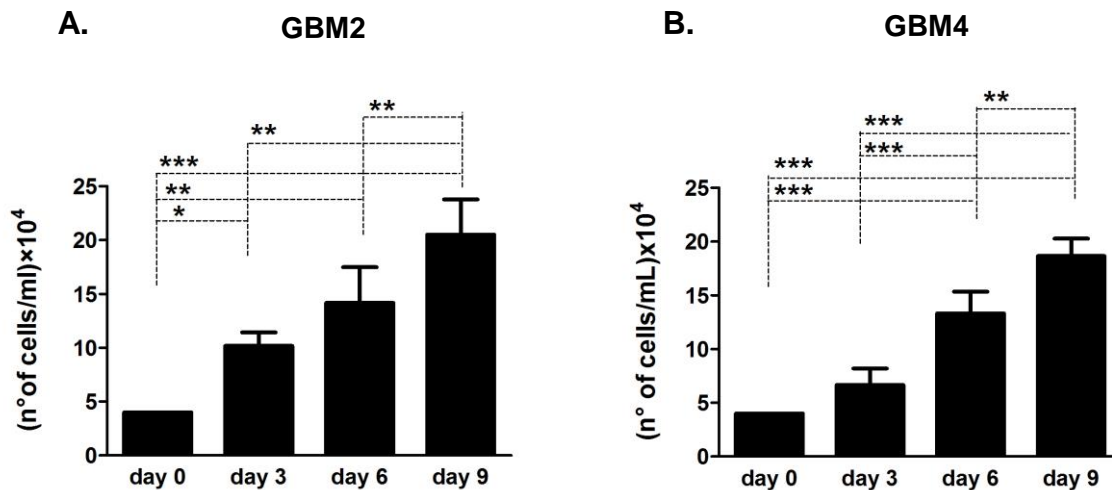 A.
GBM2
**
**
***
**
*
(n° of cells/ml)×10⁴
25
20
15
10
5
0
day 0 day 3 day 6 day 9
B.
GBM4
**
***
***
***
***
(n° of cells/mL)x10⁴
25
20
15
10
5
0
day 0 day 3 day 6 day 9